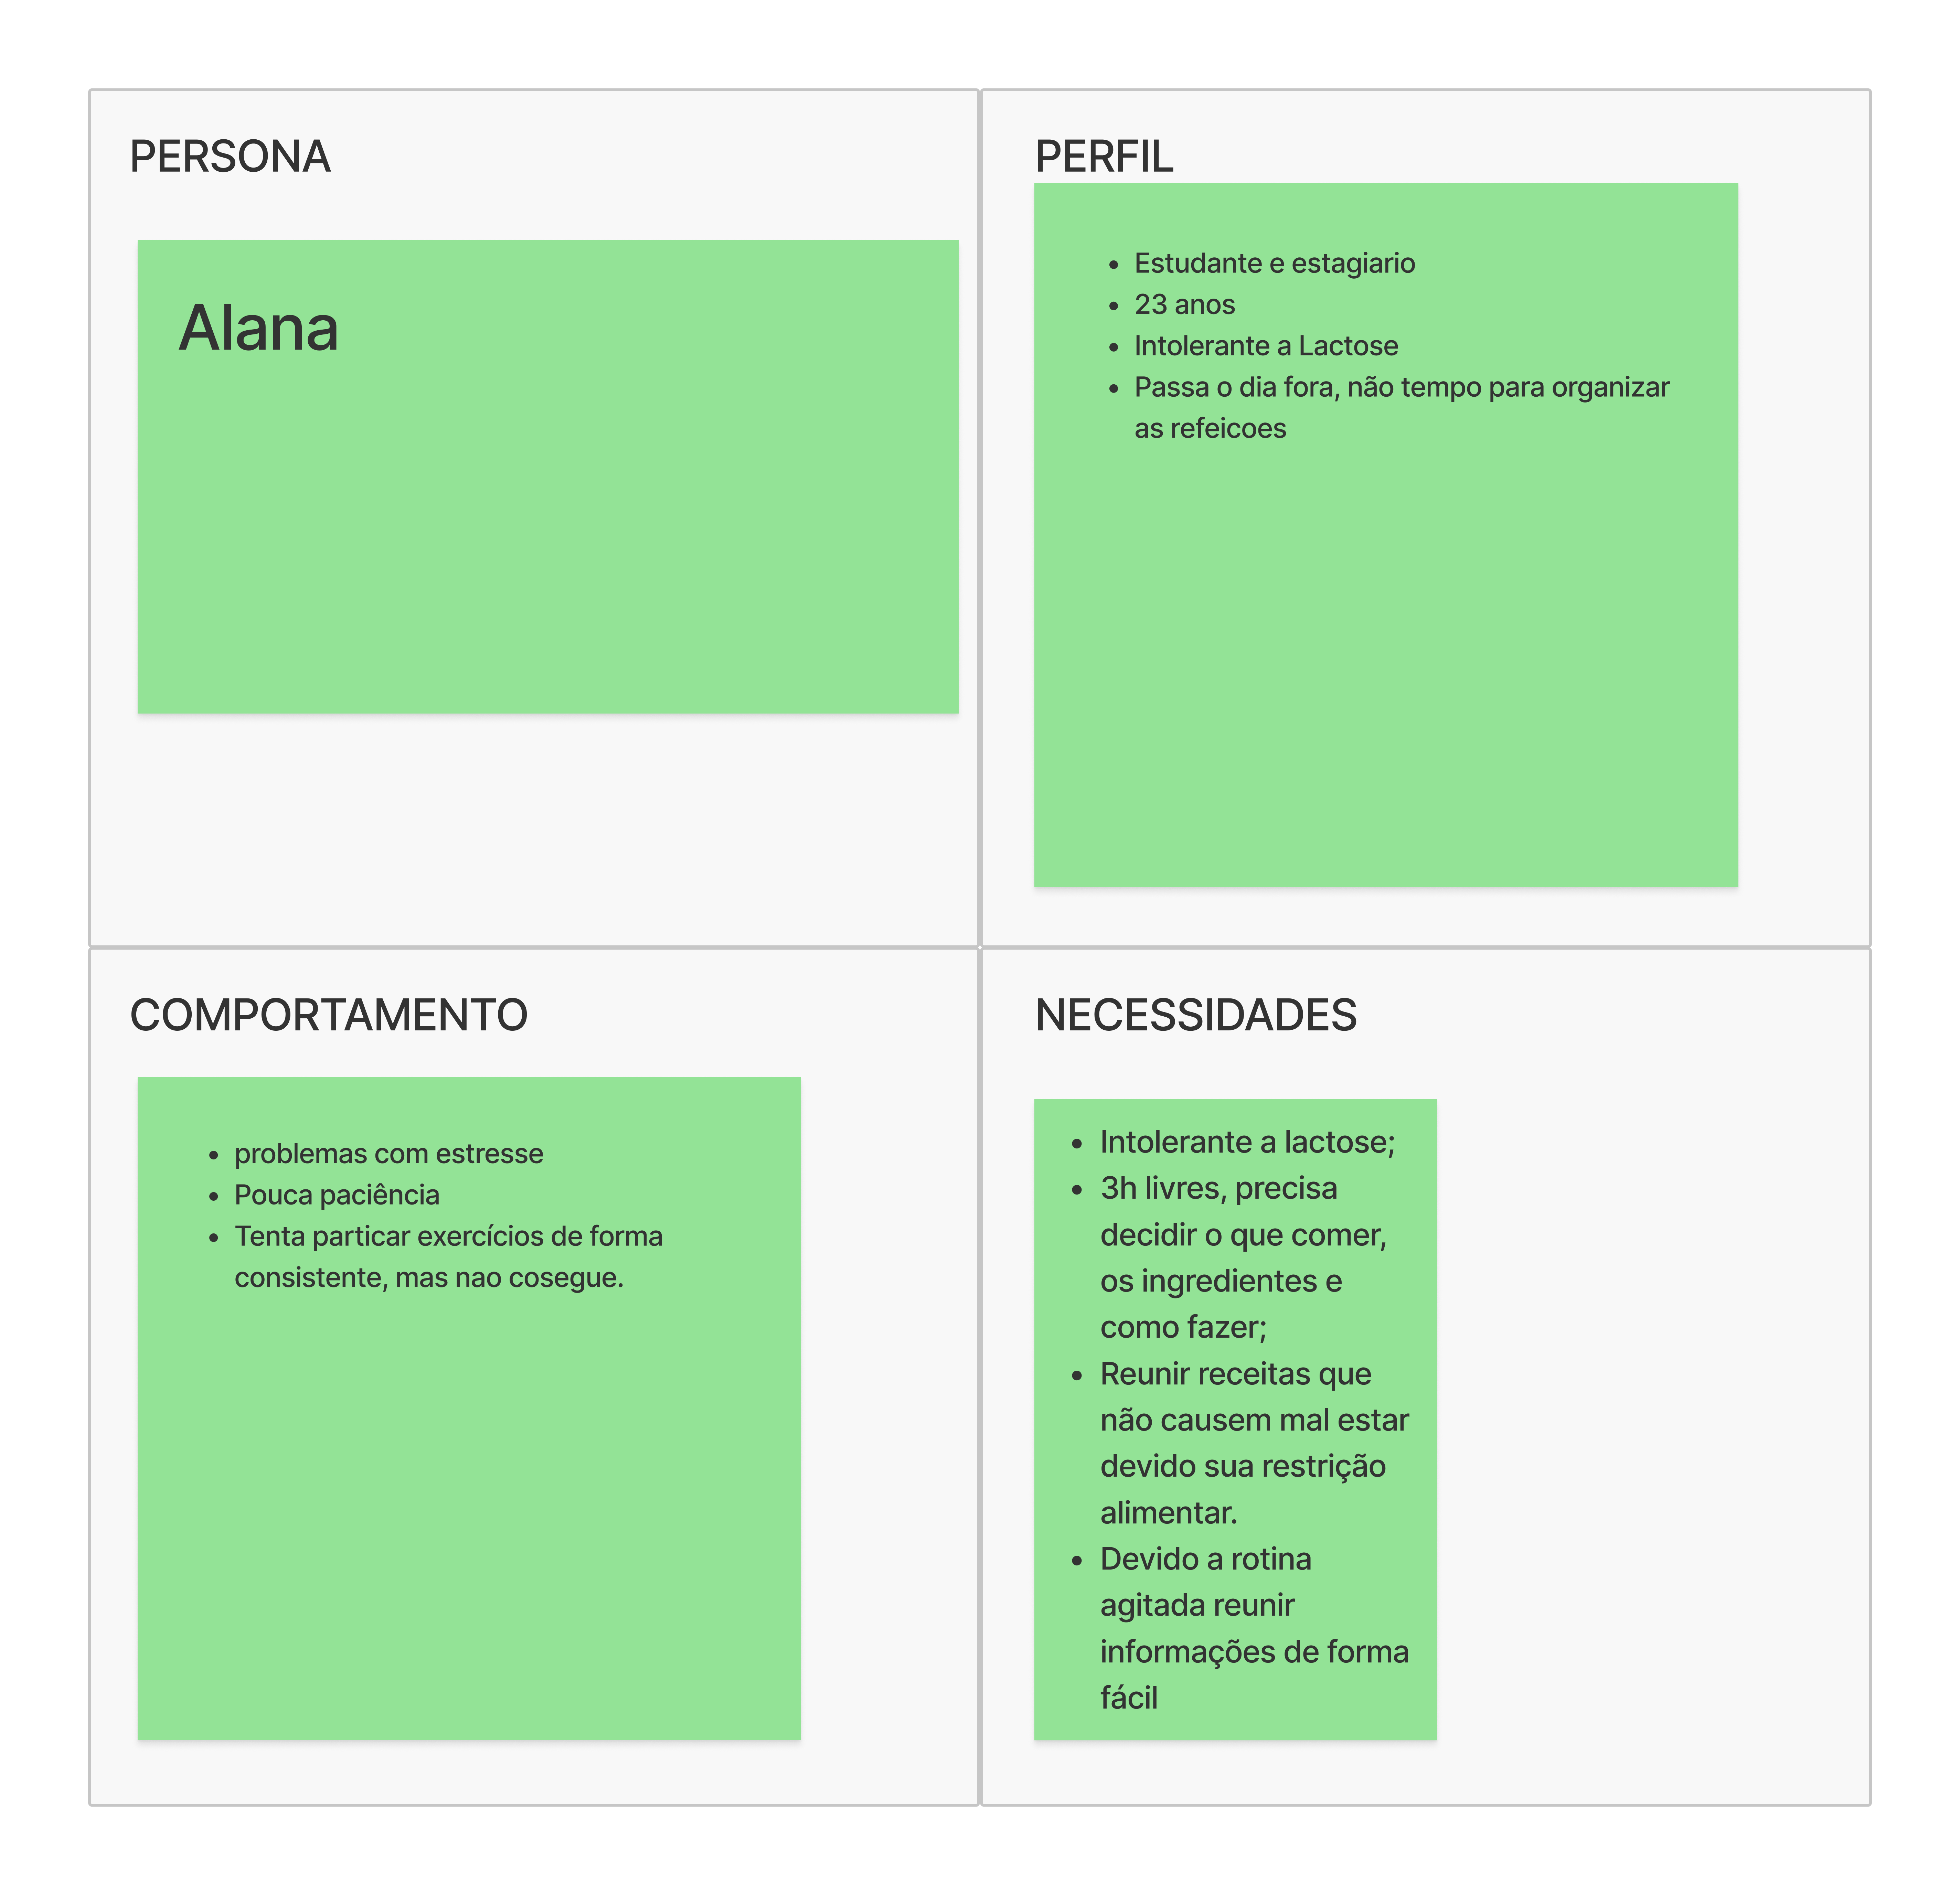 PERSONA
Alana
PERFIL
• Estudante e estagiario
• 23 anos
• Intolerante a Lactose
• Passa o dia fora, não tempo para organizar
as refeicoes
COMPORTAMENTO
• problemas com estresse
• Pouca paciência
• Tenta particar exercícios de forma
consistente, mas nao cosegue.
NECESSIDADES
• Intolerante a lactose;
• 3h livres, precisa
decidir o que comer,
os ingredientes e
como fazer;
• Reunir receitas que
não causem mal estar
devido sua restrição
alimentar.
• Devido a rotina
agitada reunir
informações de forma
fácil